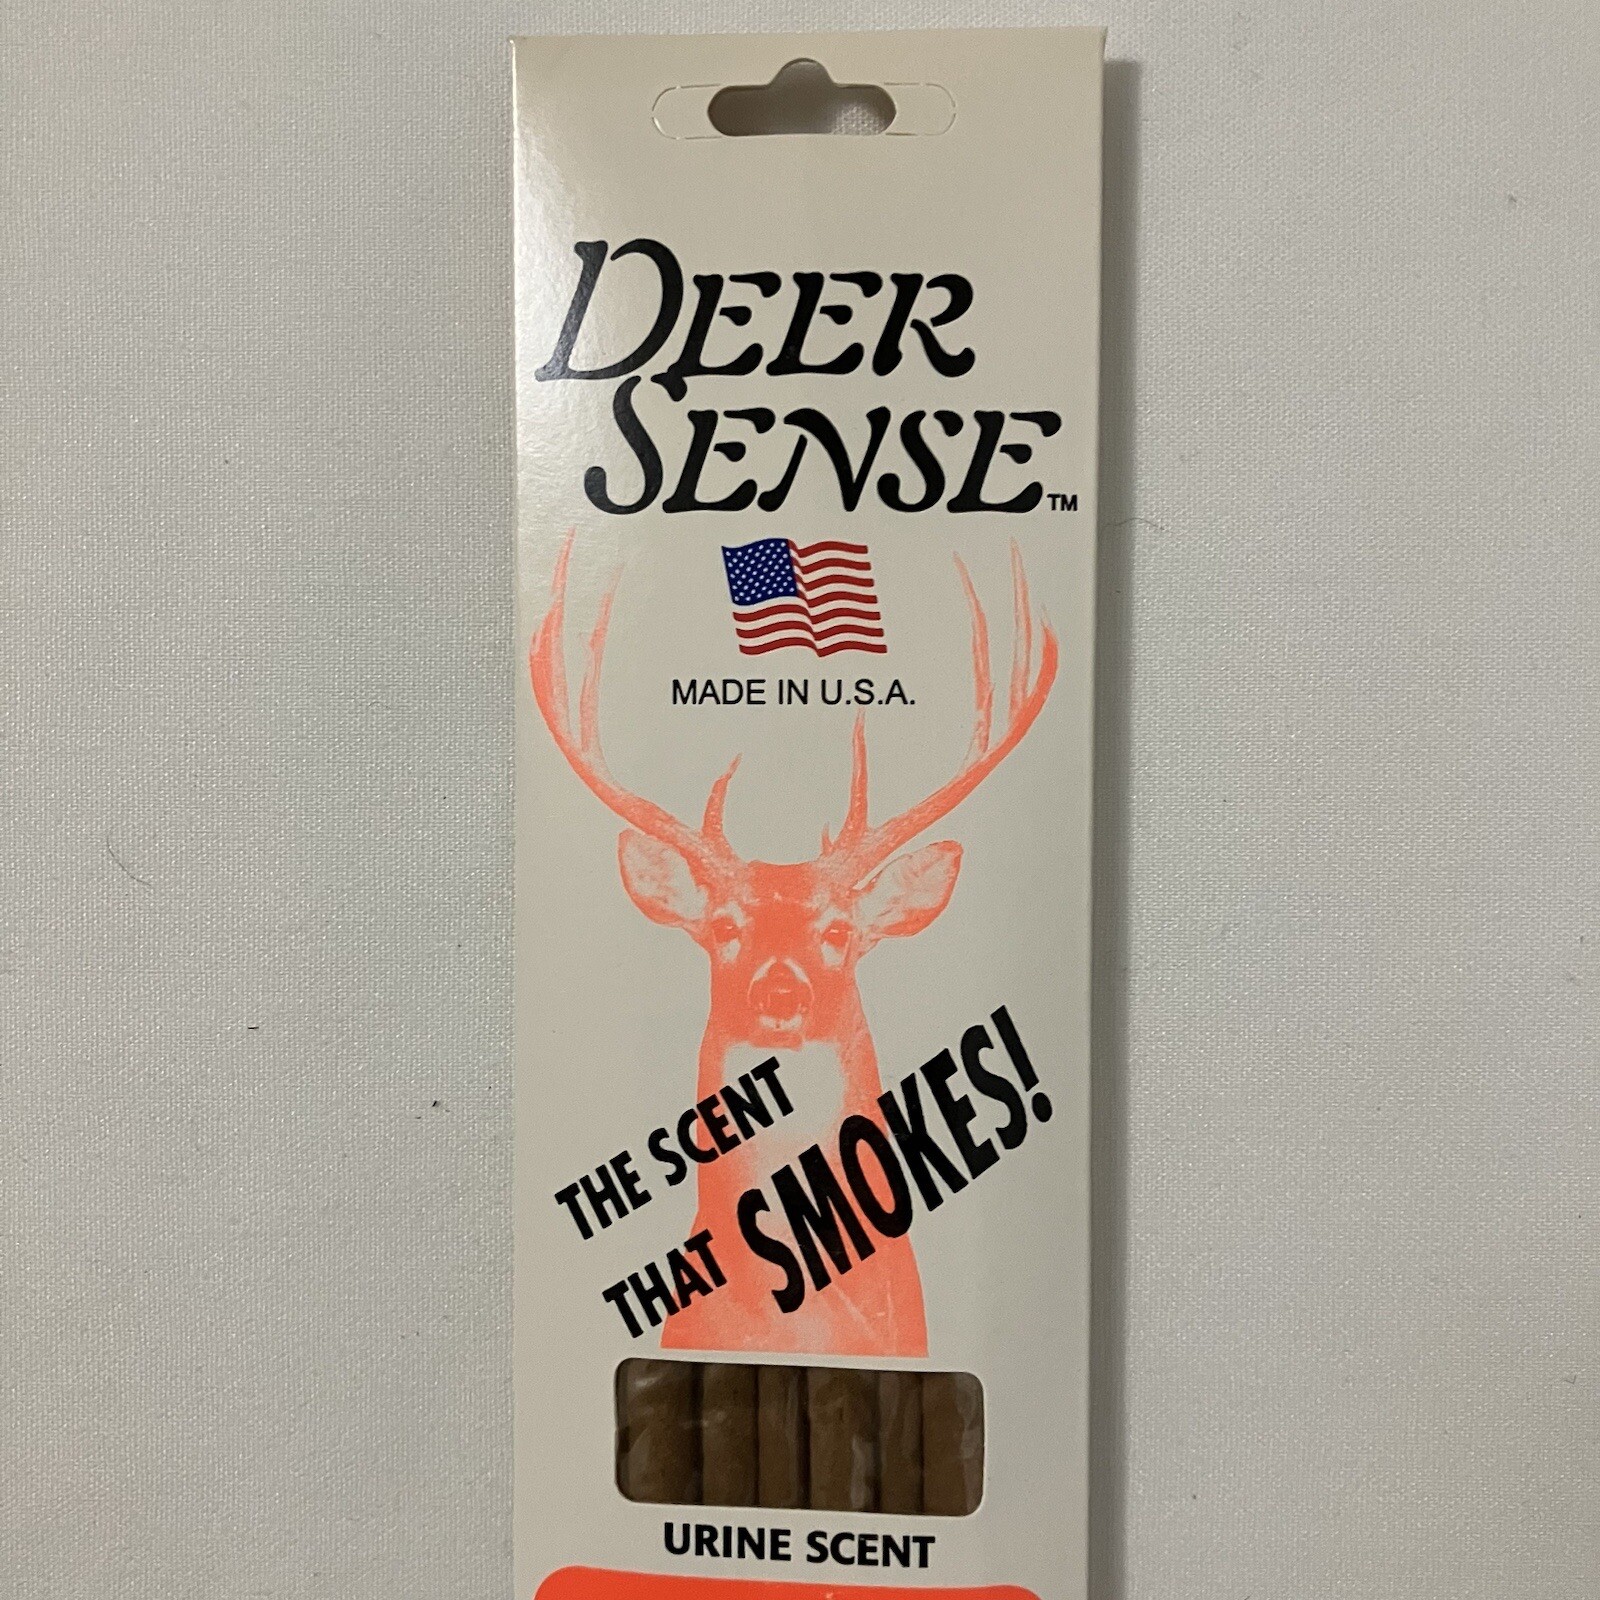 DEER
SENSE™
MADE IN U.S.A.
THE SCENT
THAT SMOKES!
URINE SCENT